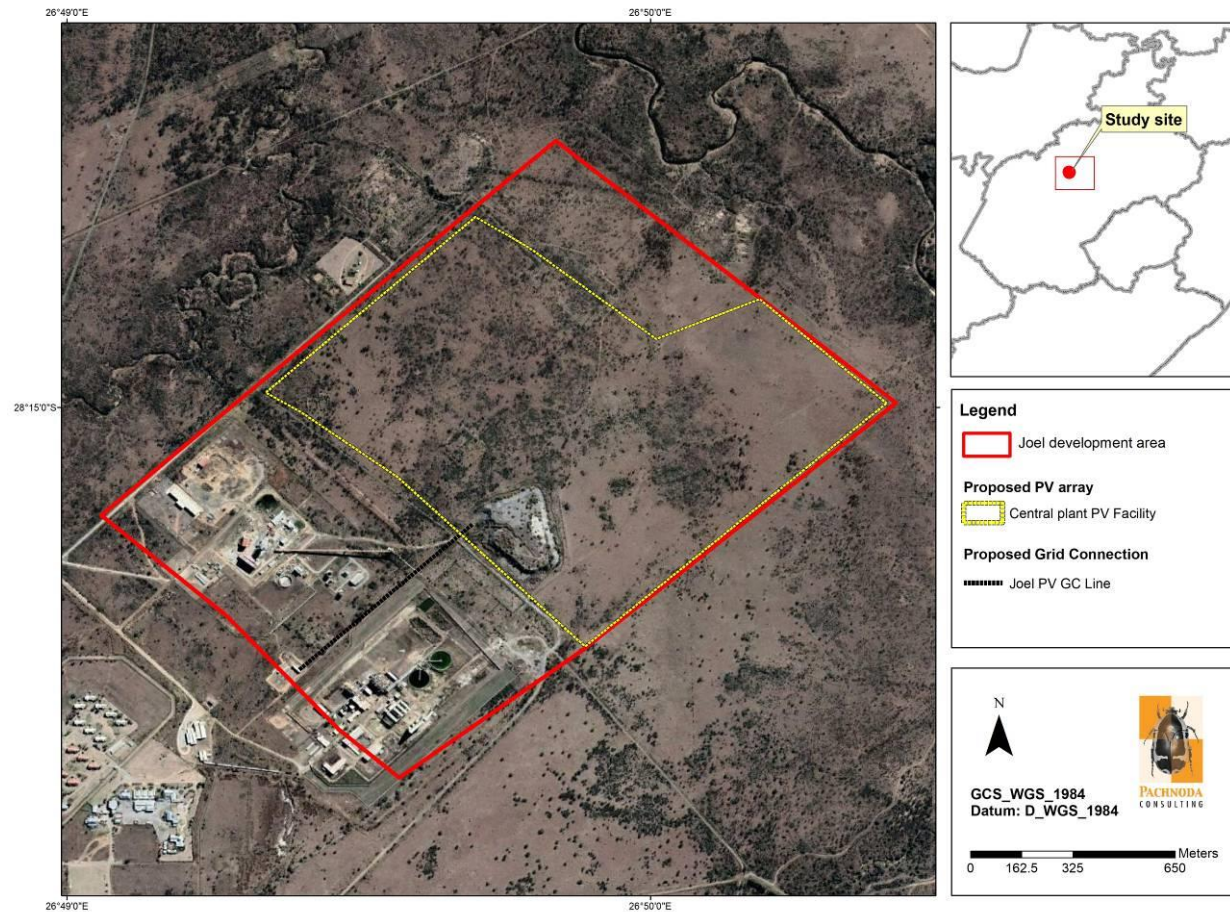 26°49'0"E
26°50'0"E
28°15'0"S
26°49'0"E
26°50'0"E
Study site
Legend
Joel development area
Proposed PV array
Central plant PV Facility
Proposed Grid Connection
Joel PV GC Line
N
GCS_WGS_1984
Datum: D_WGS_1984
PACHNODA
CONSULTING
Meters
0 162.5 325 650